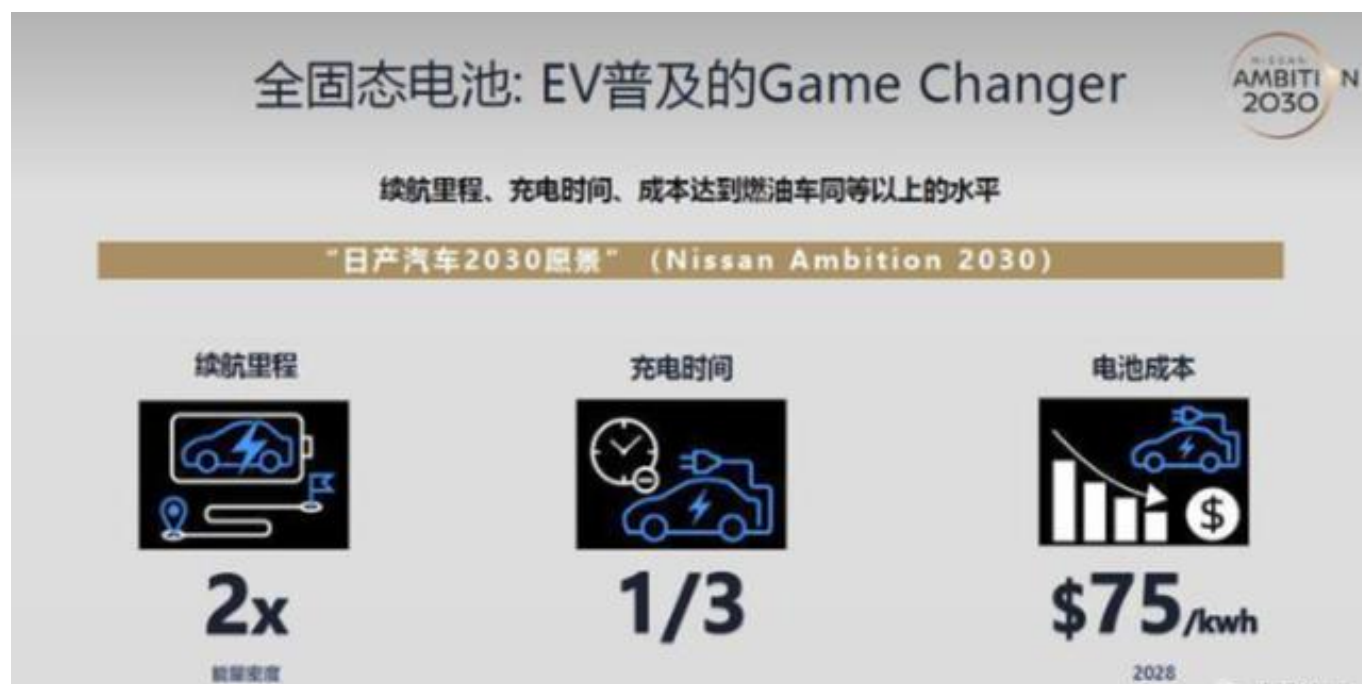 全固态电池: EV普及的Game Changer
NISSAN
AMBITI N
2030
续航里程、充电时间、成本达到燃油车同等以上的水平
“日产汽车2030愿景” (Nissan Ambition 2030)
续航里程
充电时间
电池成本
$
2x
1/3
$75/kwh
能量密度
2028